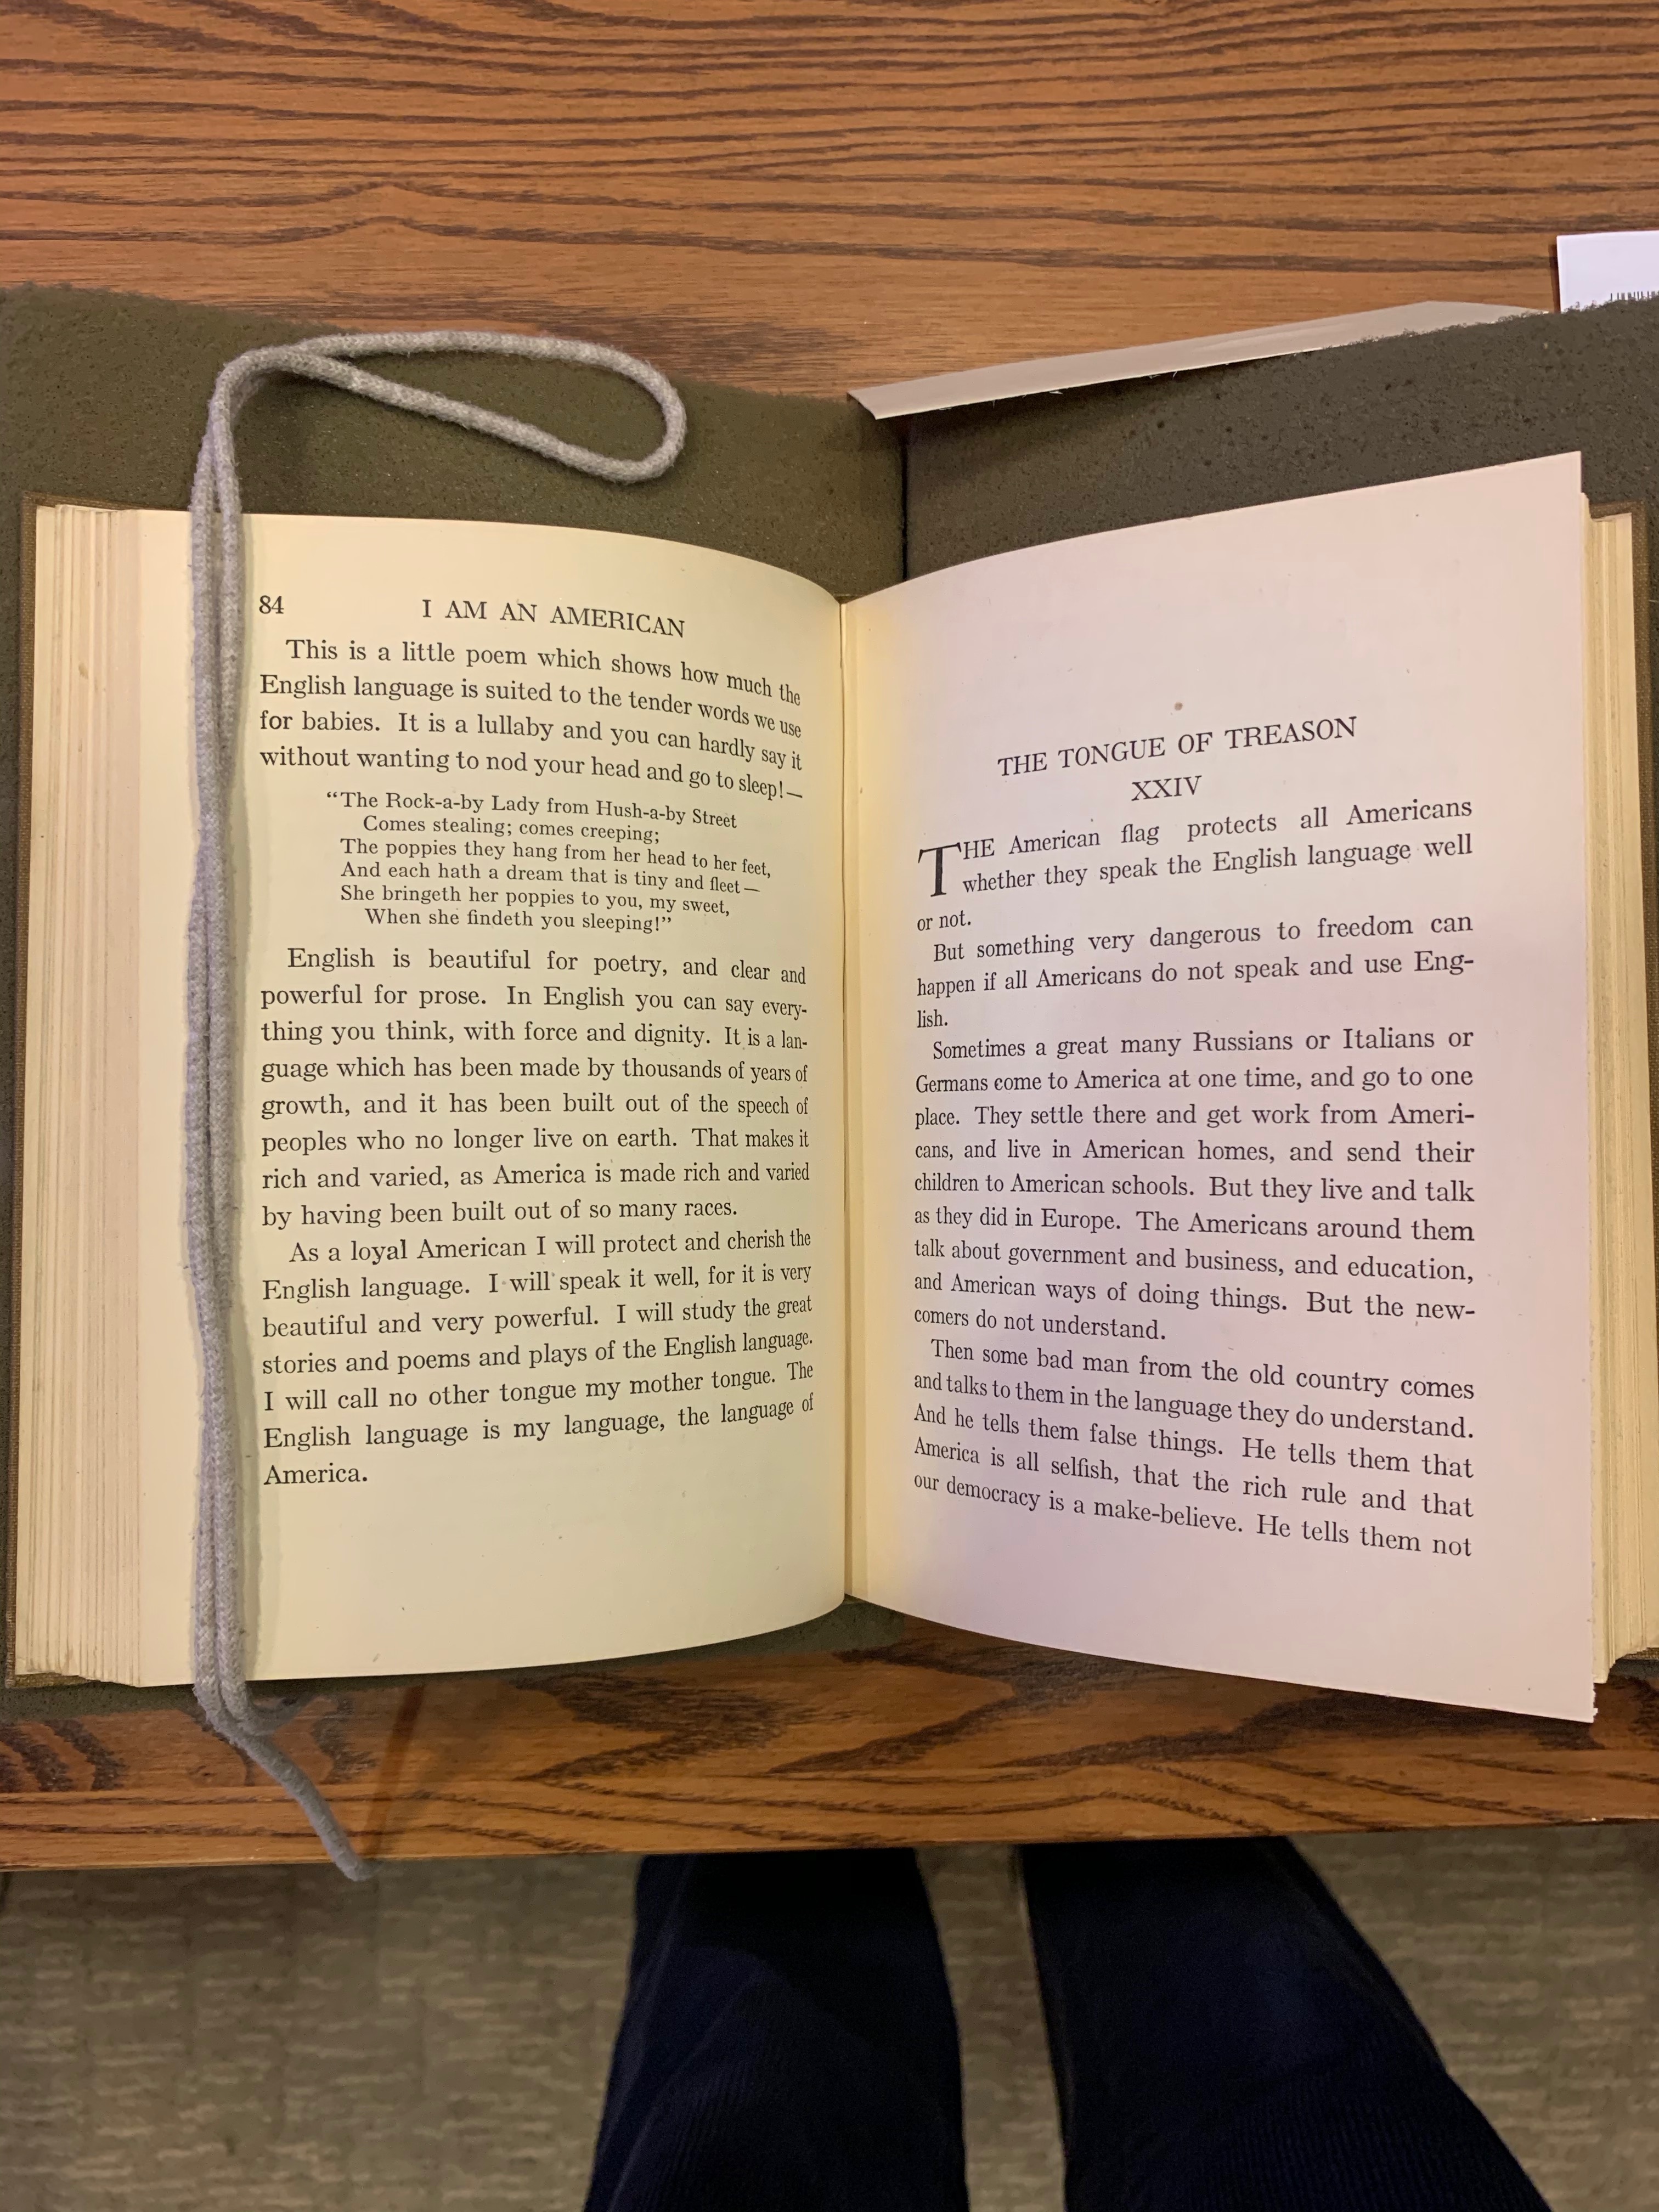 84 I AM AN AMERICAN
This is a little poem which shows how much the
English language is suited to the tender words we use
for babies. It is a lullaby and you can hardly say it
without wanting to nod your head and go to sleep!—
“The Rock-a-by Lady from Hush-a-by Street
Comes stealing; comes creeping;
The poppies they hang from her head to her feet,
And each hath a dream that is tiny and fleet—
She bringeth her poppies to you, my sweet,
When she findeth you sleeping!”
English is beautiful for poetry, and clear and
powerful for prose. In English you can say every-
thing you think, with force and dignity. It is a lan-
guage which has been made by thousands of years of
growth, and it has been built out of the speech of
peoples who no longer live on earth. That makes it
rich and varied, as America is made rich and varied
by having been built out of so many races.
As a loyal American I will protect and cherish the
English language. I will speak it well, for it is very
beautiful and very powerful. I will study the great
stories and poems and plays of the English language.
I will call no other tongue my mother tongue. The
English language is my language, the language of
America.
THE TONGUE OF TREASON
XXIV
THE American flag protects all Americans
whether they speak the English language well
or not.
But something very dangerous to freedom can
happen if all Americans do not speak and use Eng-
lish.
Sometimes a great many Russians or Italians or
Germans come to America at one time, and go to one
place. They settle there and get work from Ameri-
cans, and live in American homes, and send their
children to American schools. But they live and talk
as they did in Europe. The Americans around them
talk about government and business, and education,
and American ways of doing things. But the new-
comers do not understand.
Then some bad man from the old country comes
and talks to them in the language they do understand.
And he tells them false things. He tells them that
America is all selfish, that the rich rule and that
our democracy is a make-believe. He tells them not